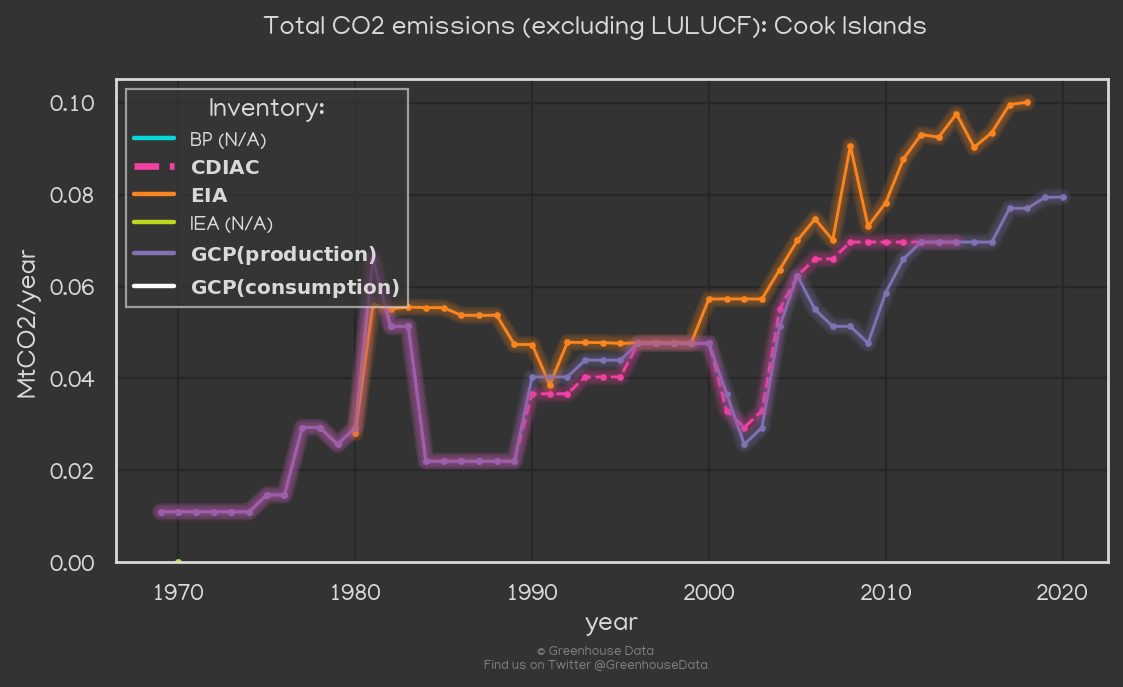 Total CO2 emissions (excluding LULUCF): Cook Islands
MtCO2/year
0.10
0.08
0.06
0.04
0.02
0.00
Inventory:
BP (N/A)
CDIAC
EIA
IEA (N/A)
GCP(production)
GCP(consumption)
1970 1980 1990 2000 2010 2020
year
© Greenhouse Data
Find us on Twitter @GreenhouseData